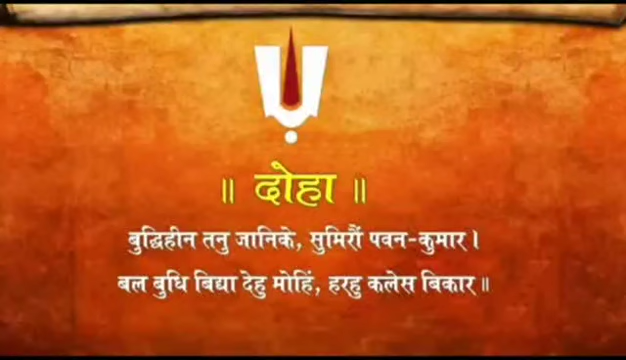 ॥ दोहा ॥
बुद्धिहीन तनु जानिके, सुमिरौं पवन-कुमार।
बल बुधि बिद्या देहु मोहिं, हरहु कलेस बिकार॥